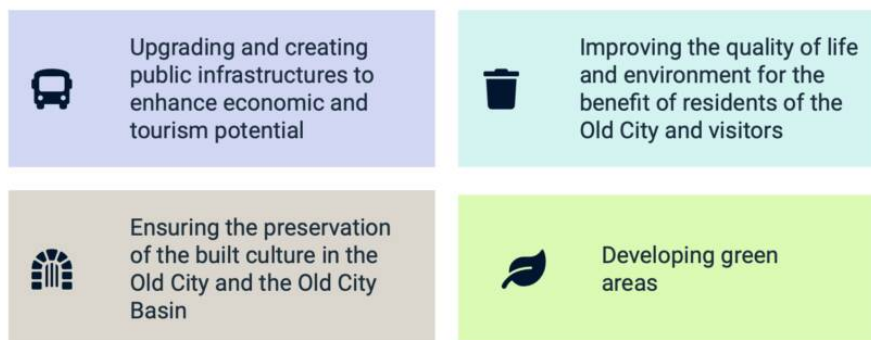 Upgrading and creating
public infrastructures to
enhance economic and
tourism potential
Improving the quality of life
and environment for the
benefit of residents of the
Old City and visitors
Ensuring the preservation
of the built culture in the
Old City and the Old City
Basin
Developing green
areas